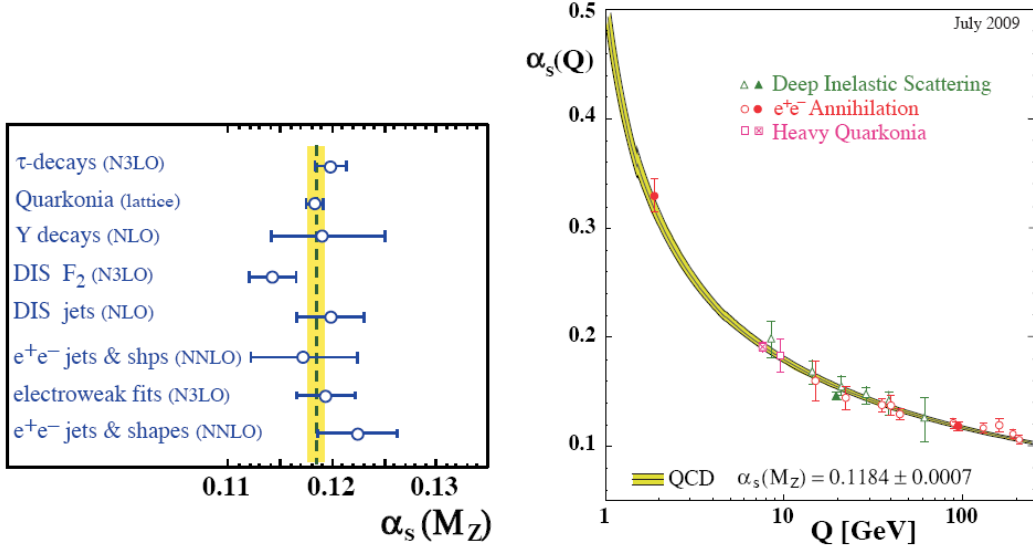 τ-decays (N3LO)
Quarkonia (lattice)
Υ decays (NLO)
DIS F₂ (N3LO)
DIS jets (NLO)
e⁺e⁻ jets & shps (NNLO)
electroweak fits (N3LO)
e⁺e⁻ jets & shapes (NNLO)
0.11 0.12 0.13
αₛ(M_Z)
July 2009
αₛ(Q)
Deep Inelastic Scattering
e⁺e⁻ Annihilation
Heavy Quarkonia
0.5
0.4
0.3
0.2
0.1
QCD αₛ(M_Z) = 0.1184 ± 0.0007
1 10 100
Q [GeV]